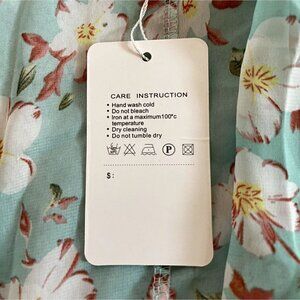 CARE INSTRUCTION
• Hand wash cold
• Do not bleach
• Iron at a maximum100°c
temperature
• Dry cleaning
• Do not tumble dry
P
S: